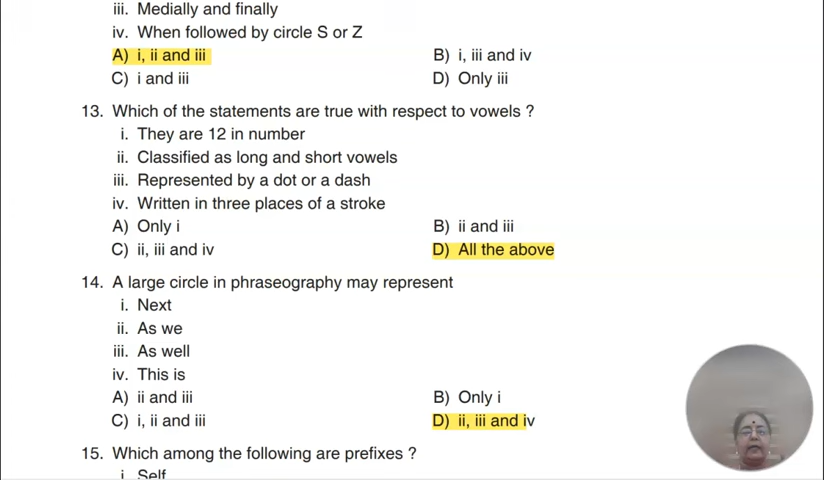 iii. Medially and finally
iv. When followed by circle S or Z
A) i, ii and iii B) i, iii and iv
C) i and iii D) Only iii
13. Which of the statements are true with respect to vowels ?
i. They are 12 in number
ii. Classified as long and short vowels
iii. Represented by a dot or a dash
iv. Written in three places of a stroke
A) Only i B) ii and iii
C) ii, iii and iv D) All the above
14. A large circle in phraseography may represent
i. Next
ii. As we
iii. As well
iv. This is
A) ii and iii B) Only i
C) i, ii and iii D) ii, iii and iv
15. Which among the following are prefixes ?
i. Self